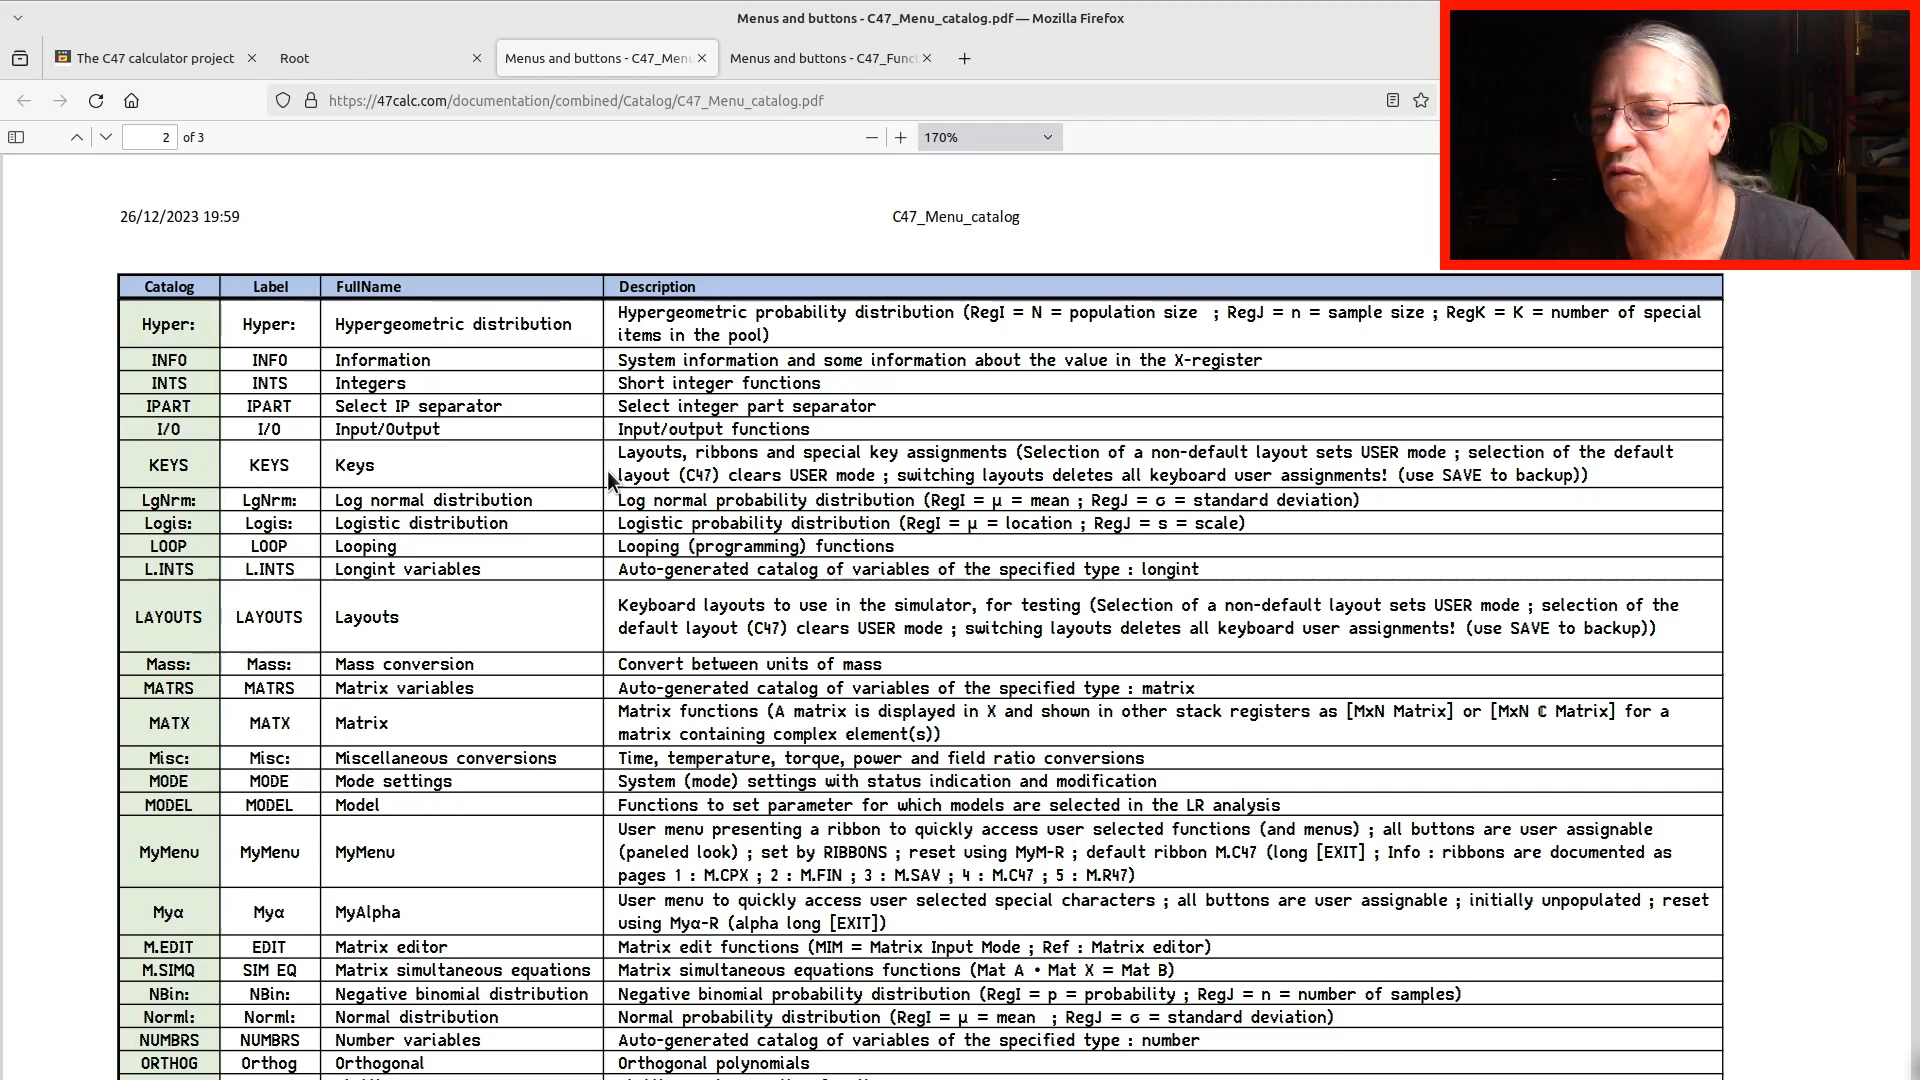 Menus and buttons - C47_Menu_catalog.pdf — Mozilla Firefox
The C47 calculator project
Root
Menus and buttons - C47_Menu
Menus and buttons - C47_Funct
https://47calc.com/documentation/combined/Catalog/C47_Menu_catalog.pdf
2 of 3
170%
26/12/2023 19:59
C47_Menu_catalog
Catalog Label FullName Description
Hyper: Hyper: Hypergeometric distribution Hypergeometric probability distribution (RegI = N = population size ; RegJ = n = sample size ; RegK = K = number of special
items in the pool)
INFO INFO Information System information and some information about the value in the X-register
INTS INTS Integers Short integer functions
IPART IPART Select IP separator Select integer part separator
I/O I/O Input/Output Input/output functions
KEYS KEYS Keys Layouts, ribbons and special key assignments (Selection of a non-default layout sets USER mode ; selection of the default
layout (C47) clears USER mode ; switching layouts deletes all keyboard user assignments! (use SAVE to backup))
LgNrm: LgNrm: Log normal distribution Log normal probability distribution (RegI = μ = mean ; RegJ = σ = standard deviation)
Logis: Logis: Logistic distribution Logistic probability distribution (RegI = μ = location ; RegJ = s = scale)
LOOP LOOP Looping Looping (programming) functions
L.INTS L.INTS Longint variables Auto-generated catalog of variables of the specified type : longint
LAYOUTS LAYOUTS Layouts Keyboard layouts to use in the simulator, for testing (Selection of a non-default layout sets USER mode ; selection of the
default layout (C47) clears USER mode ; switching layouts deletes all keyboard user assignments! (use SAVE to backup))
Mass: Mass: Mass conversion Convert between units of mass
MATRS MATRS Matrix variables Auto-generated catalog of variables of the specified type : matrix
MATX MATX Matrix Matrix functions (A matrix is displayed in X and shown in other stack registers as [MxN Matrix] or [MxN ℂ Matrix] for a
matrix containing complex element(s))
Misc: Misc: Miscellaneous conversions Time, temperature, torque, power and field ratio conversions
MODE MODE Mode settings System (mode) settings with status indication and modification
MODEL MODEL Model Functions to set parameter for which models are selected in the LR analysis
MyMenu MyMenu MyMenu User menu presenting a ribbon to quickly access user selected functions (and menus) ; all buttons are user assignable
(paneled look) ; set by RIBBONS ; reset using MyM-R ; default ribbon M.C47 (long [EXIT] ; Info : ribbons are documented as
pages 1 : M.CPX ; 2 : M.FIN ; 3 : M.SAV ; 4 : M.C47 ; 5 : M.R47)
Myα Myα MyAlpha User menu to quickly access user selected special characters ; all buttons are user assignable ; initially unpopulated ; reset
using Myα-R (alpha long [EXIT])
M.EDIT EDIT Matrix editor Matrix edit functions (MIM = Matrix Input Mode ; Ref : Matrix editor)
M.SIMQ SIM EQ Matrix simultaneous equations Matrix simultaneous equations functions (Mat A • Mat X = Mat B)
NBin: NBin: Negative binomial distribution Negative binomial probability distribution (RegI = p = probability ; RegJ = n = number of samples)
Norml: Norml: Normal distribution Normal probability distribution (RegI = μ = mean ; RegJ = σ = standard deviation)
NUMBRS NUMBRS Number variables Auto-generated catalog of variables of the specified type : number
ORTHOG Orthog Orthogonal Orthogonal polynomials